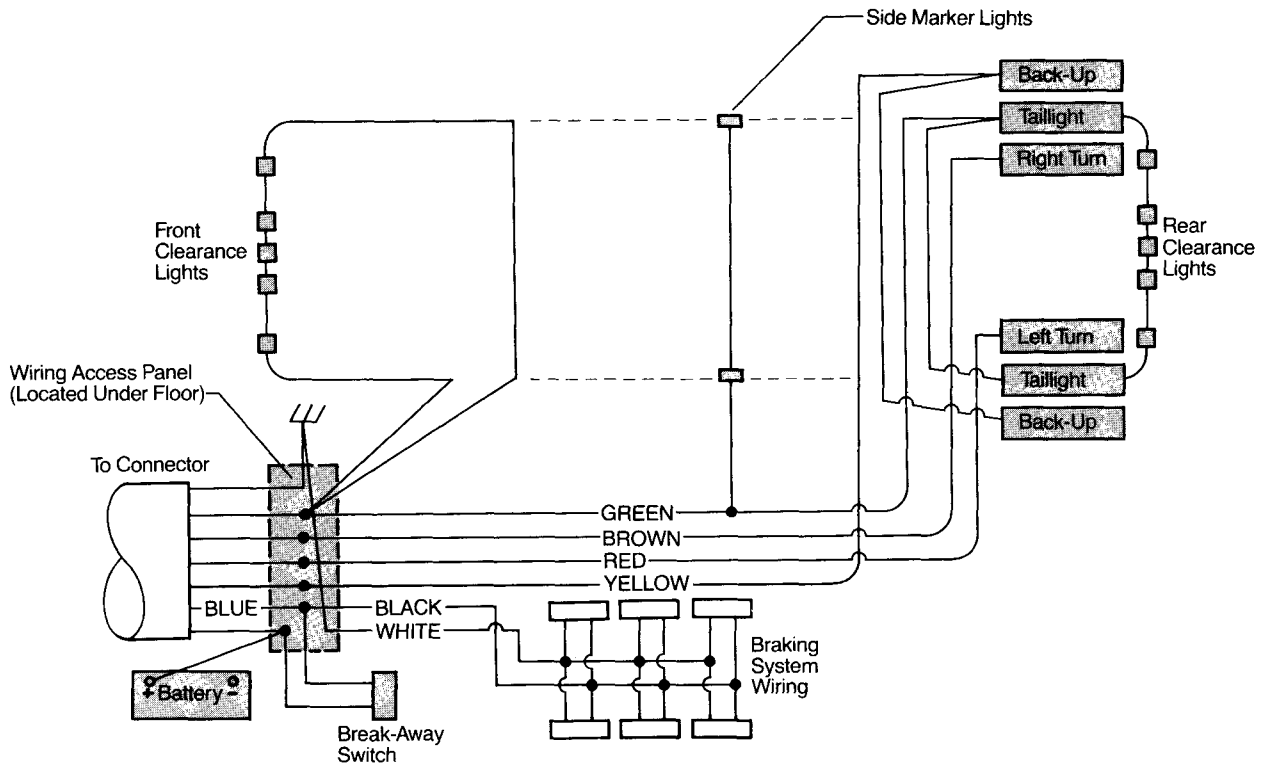 Side Marker Lights
Back-Up
Taillight
Right Turn
Front
Clearance
Lights
Rear
Clearance
Lights
Left Turn
Taillight
Back-Up
Wiring Access Panel
(Located Under Floor)
To Connector
GREEN
BROWN
RED
YELLOW
BLUE
BLACK
WHITE
Braking
System
Wiring
+ Battery -
Break-Away
Switch